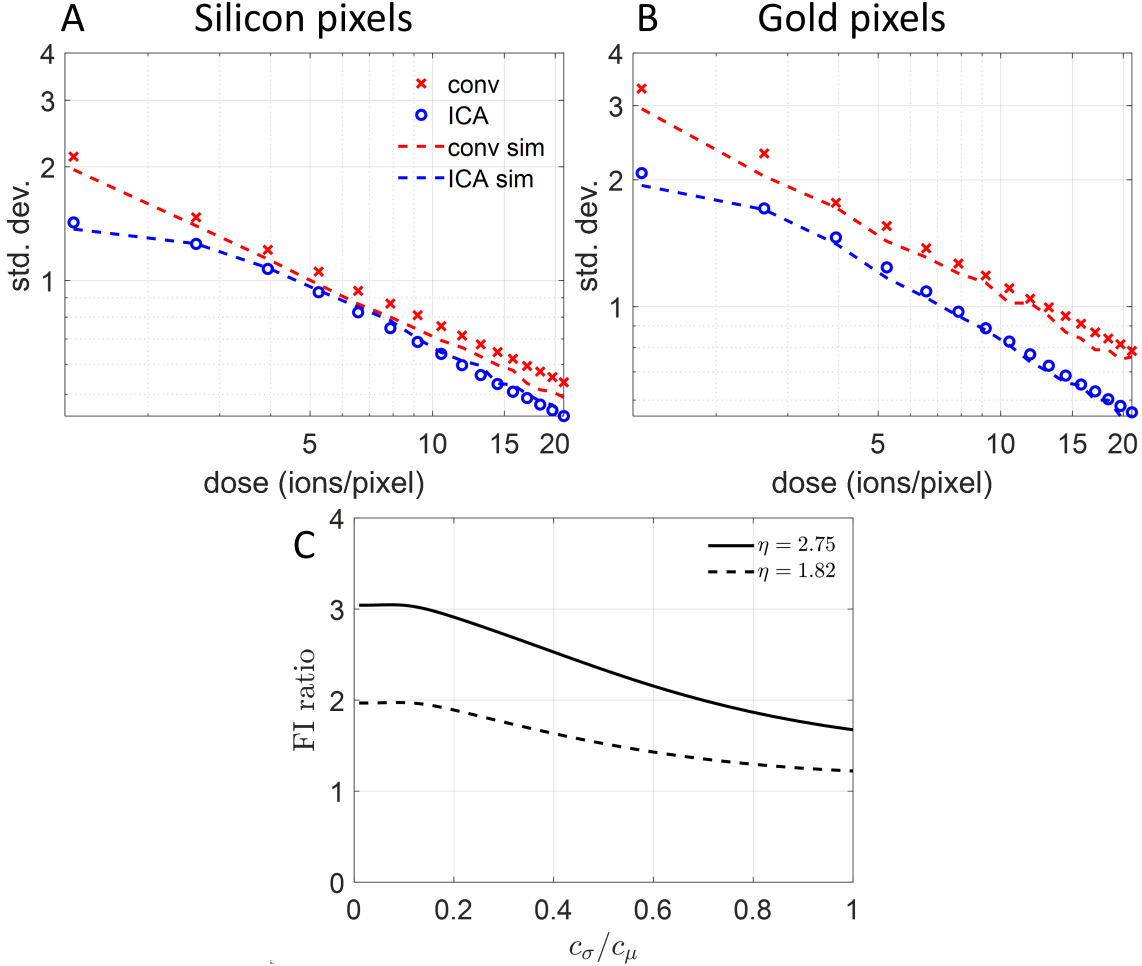 A
Silicon pixels
B
Gold pixels
4
3
2
1
std. dev.
conv
ICA
conv sim
ICA sim
5
10
15
20
dose (ions/pixel)
4
3
2
1
std. dev.
5
10
15
20
dose (ions/pixel)
C
4
3
2
1
0
FI ratio
η = 2.75
η = 1.82
0
0.2
0.4
0.6
0.8
1
cσ/cμ